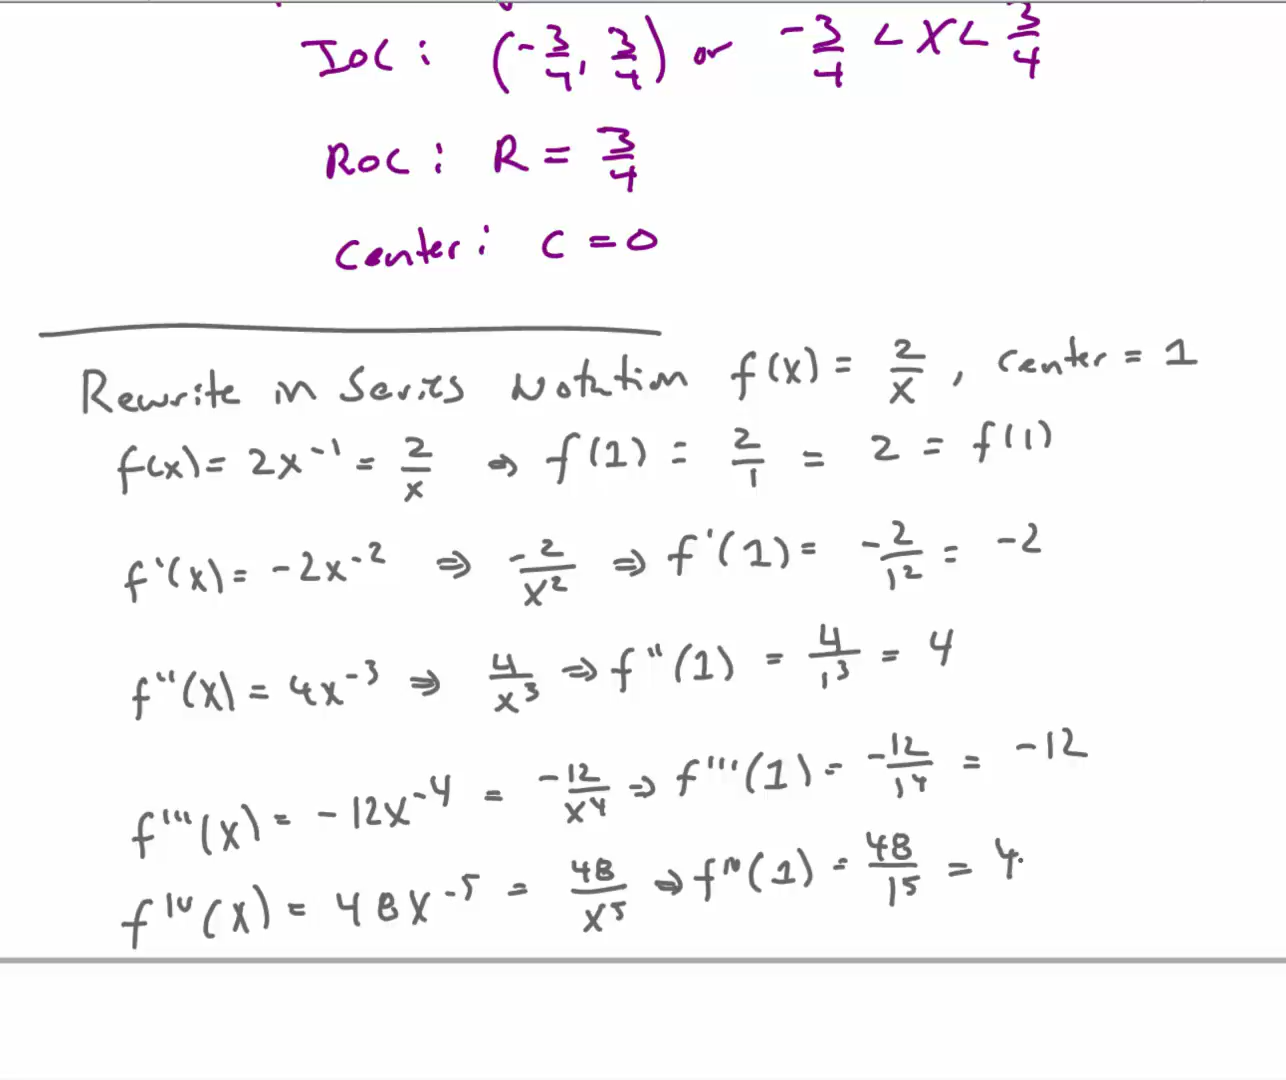 IOC: (-3/4, 3/4) or -3/4 < x < 3/4
ROC: R = 3/4
Center: C = 0
Rewrite in Series Notation f(x) = 2/x, center = 1
f(x) = 2x^-1 = 2/x ⇒ f(1) = 2/1 = 2 = f(1)
f'(x) = -2x^-2 ⇒ -2/x^2 ⇒ f'(1) = -2/1^2 = -2
f''(x) = 4x^-3 ⇒ 4/x^3 ⇒ f''(1) = 4/1^3 = 4
f'''(x) = -12x^-4 = -12/x^4 ⇒ f'''(1) = -12/1^4 = -12
f^IV(x) = 48x^-5 = 48/x^5 ⇒ f^IV(1) = 48/1^5 = 4